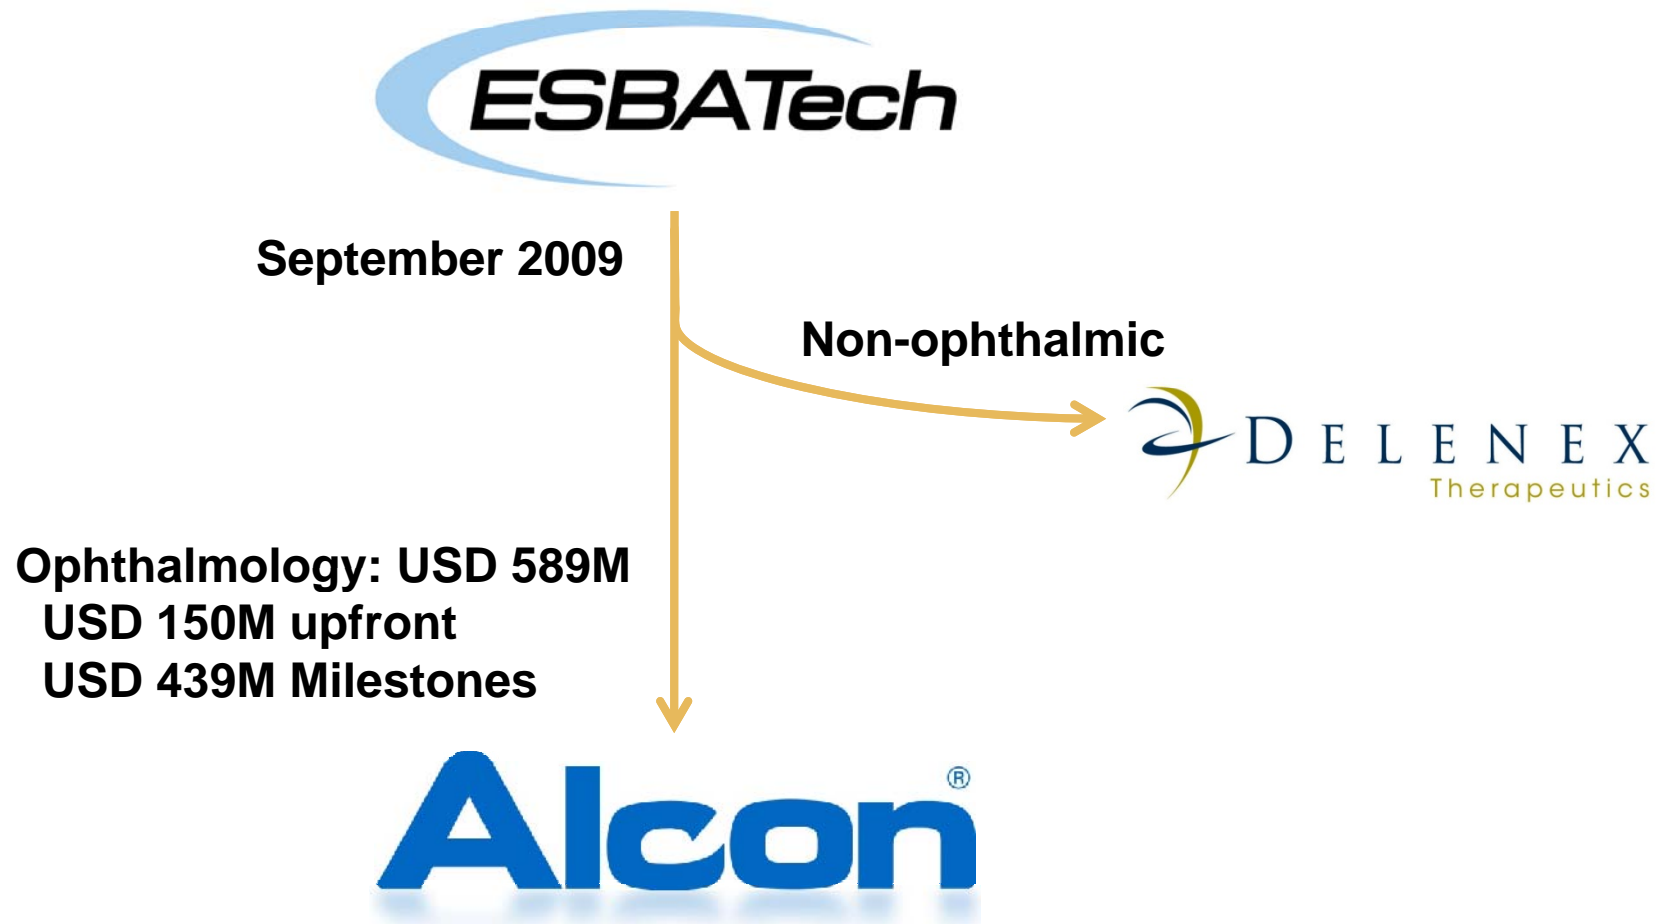 ESBATech
September 2009
Non-ophthalmic
DELENEX
Therapeutics
Ophthalmology: USD 589M
USD 150M upfront
USD 439M Milestones
Alcon®